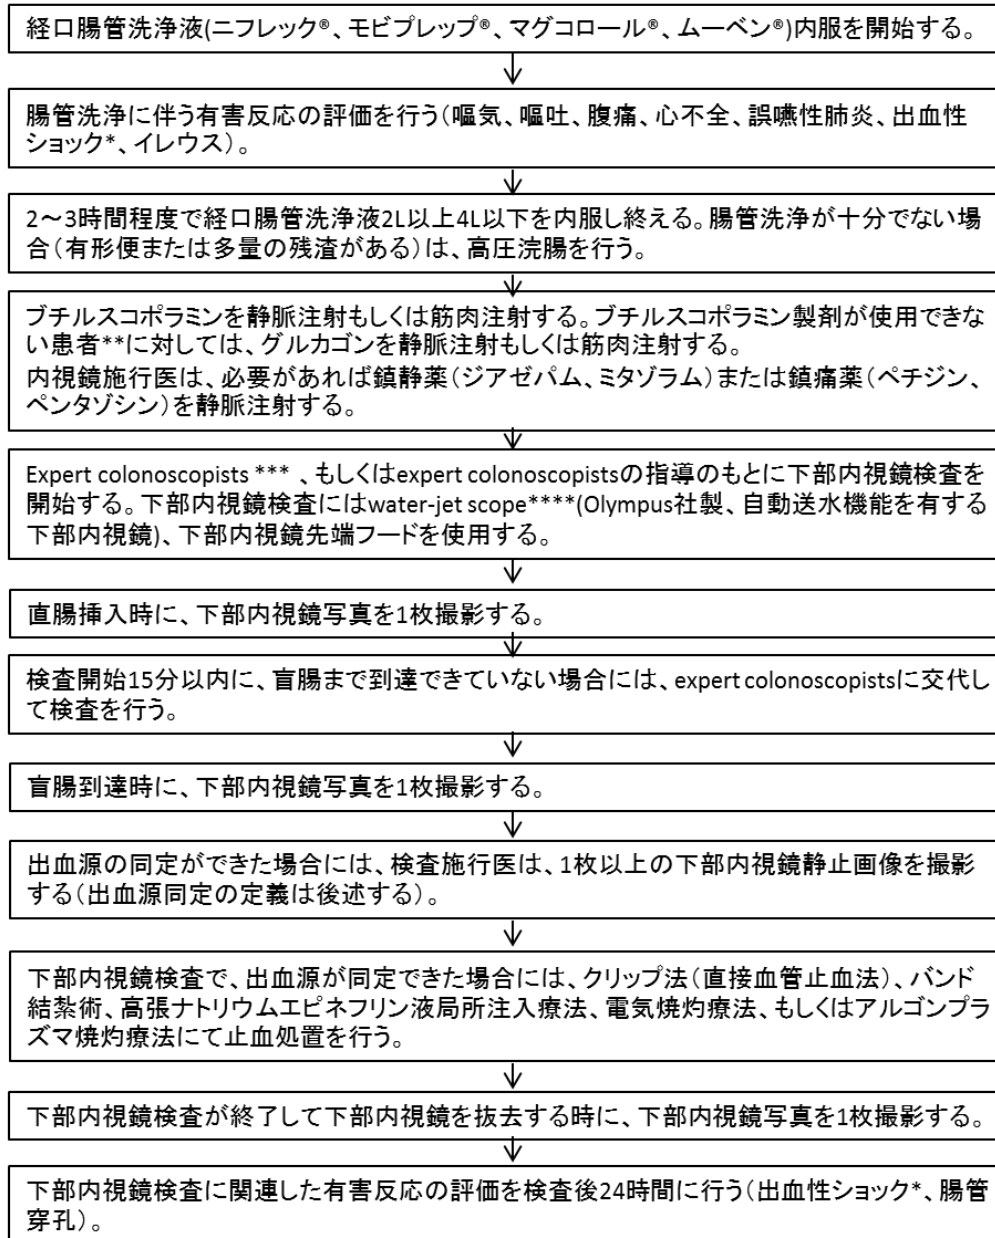 経口腸管洗浄液(ニフレック®、モビプレップ®、マグコロール®、ムーベン®)内服を開始する。
腸管洗浄に伴う有害反応の評価を行う(嘔気、嘔吐、腹痛、心不全、誤嚥性肺炎、出血性
ショック*、イレウス)。
2～3時間程度で経口腸管洗浄液2L以上4L以下を内服し終える。腸管洗浄が十分でない場
合(有形便または多量の残渣がある)は、高圧浣腸を行う。
ブチルスコポラミンを静脈注射もしくは筋肉注射する。ブチルスコポラミン製剤が使用できな
い患者**に対しては、グルカゴンを静脈注射もしくは筋肉注射する。
内視鏡施行医は、必要があれば鎮静薬(ジアゼパム、ミタゾラム)または鎮痛薬(ペチジン、
ペンタゾシン)を静脈注射する。
Expert colonoscopists *** 、もしくはexpert colonoscopistsの指導のもとに下部内視鏡検査を
開始する。下部内視鏡検査にはwater-jet scope****(Olympus社製、自動送水機能を有する
下部内視鏡)、下部内視鏡先端フードを使用する。
直腸挿入時に、下部内視鏡写真を1枚撮影する。
検査開始15分以内に、盲腸まで到達できていない場合には、expert colonoscopistsに交代し
て検査を行う。
盲腸到達時に、下部内視鏡写真を1枚撮影する。
出血源の同定ができた場合には、検査施行医は、1枚以上の下部内視鏡静止画像を撮影
する(出血源同定の定義は後述する)。
下部内視鏡検査で、出血源が同定できた場合には、クリップ法(直接血管止血法)、バンド
結紮術、高張ナトリウムエピネフリン液局所注入療法、電気焼灼療法、もしくはアルゴンプラ
ズマ焼灼療法にて止血処置を行う。
下部内視鏡検査が終了して下部内視鏡を抜去する時に、下部内視鏡写真を1枚撮影する。
下部内視鏡検査に関連した有害反応の評価を検査後24時間に行う(出血性ショック*、腸管
穿孔)。